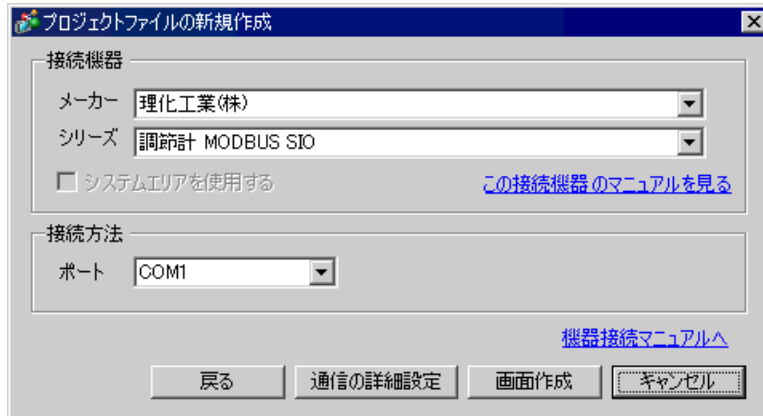 プロジェクトファイルの新規作成
接続機器
メーカー 理化工業(株)
シリーズ 調節計 MODBUS SIO
システムエリアを使用する この接続機器のマニュアルを見る
接続方法
ポート COM1
機器接続マニュアルへ
戻る 通信の詳細設定 画面作成 キャンセル